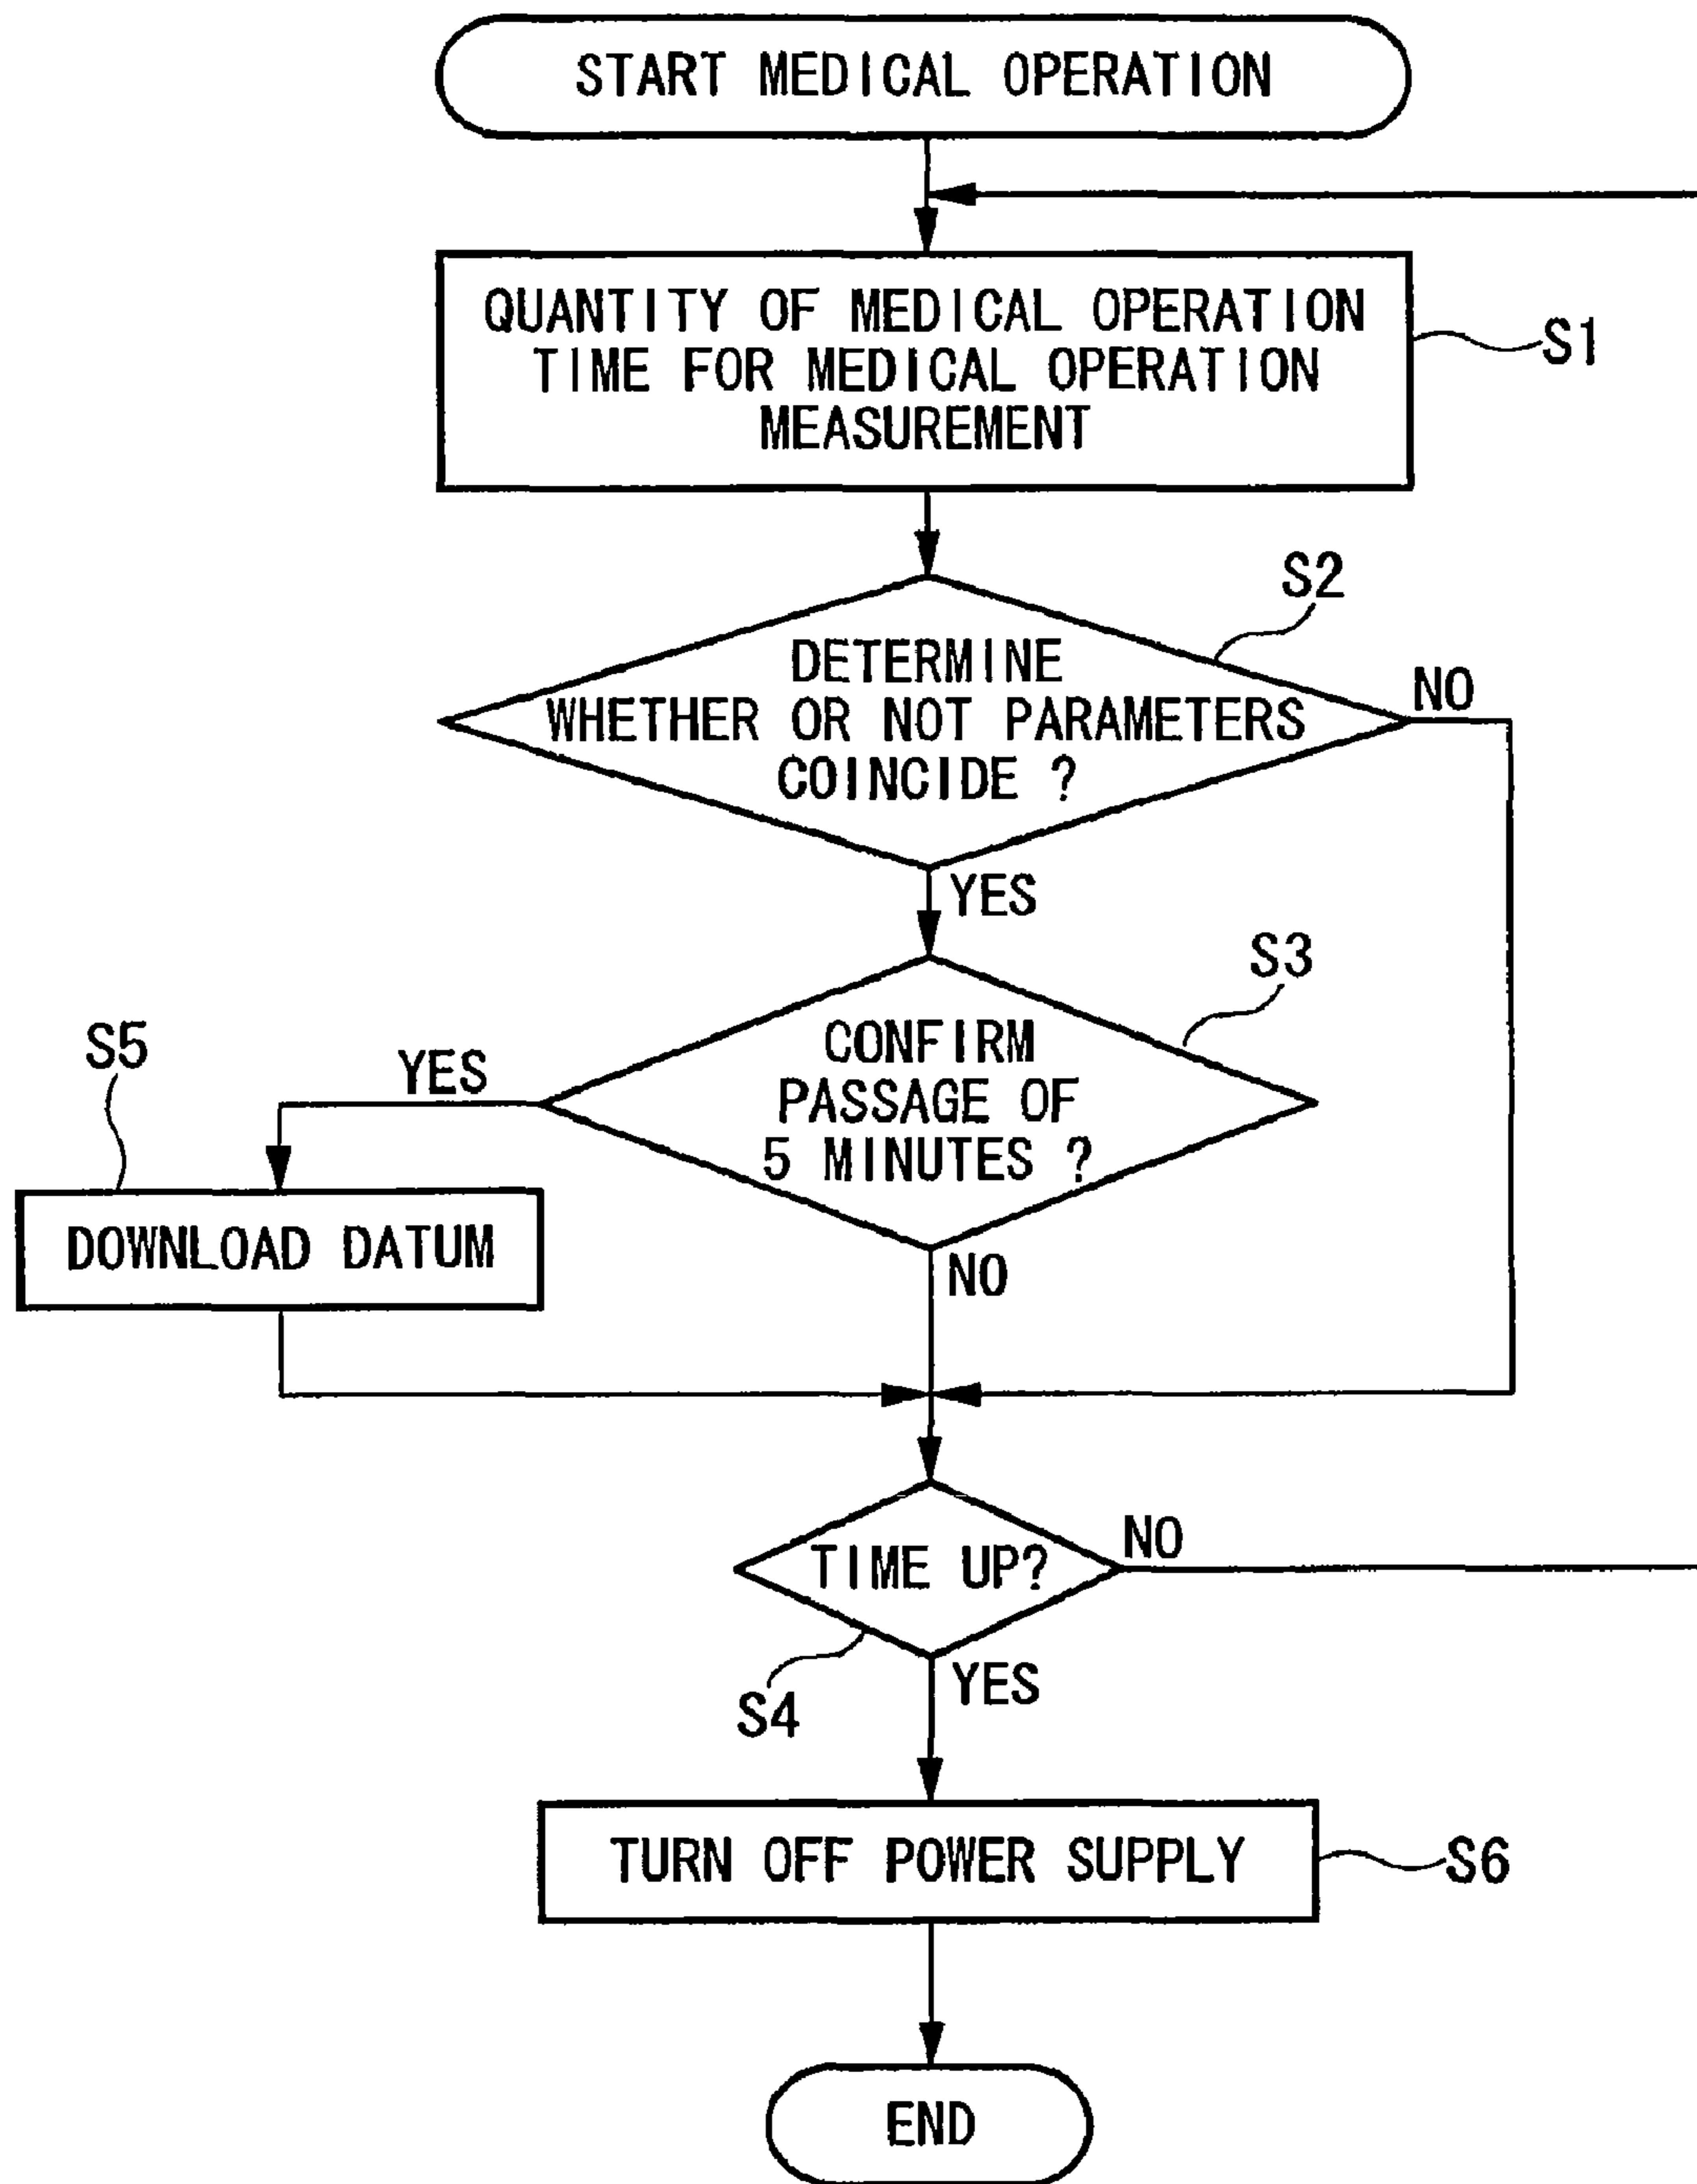 START MEDICAL OPERATION
QUANTITY OF MEDICAL OPERATION
TIME FOR MEDICAL OPERATION
MEASUREMENT
S1
S2
DETERMINE
WHETHER OR NOT PARAMETERS
COINCIDE ?
NO
YES
S3
CONFIRM
PASSAGE OF
5 MINUTES ?
YES
S5
DOWNLOAD DATUM
NO
TIME UP?
NO
S4
YES
TURN OFF POWER SUPPLY
S6
END